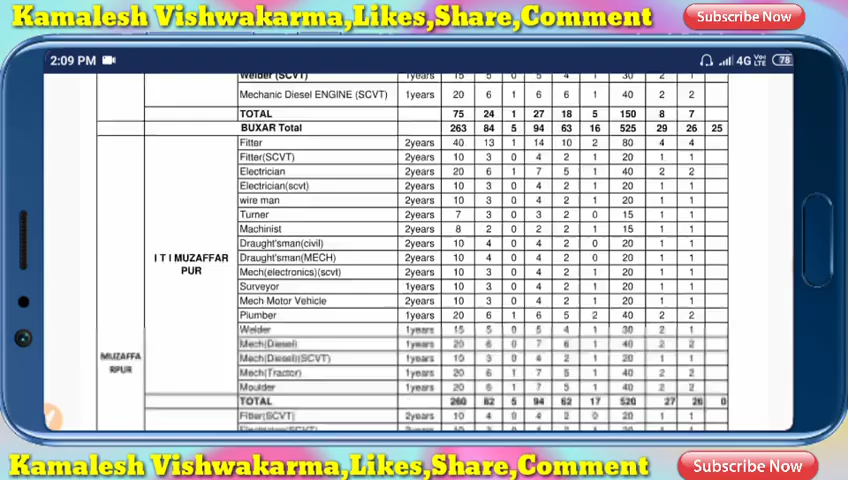 Kamalesh Vishwakarma,Likes,Share,Comment Subscribe Now
2:09 PM 4G Vo LTE 78
Welder (SCVT) 1years 15 5 0 5 4 1 30 2 1
Mechanic Diesel ENGINE (SCVT) 1years 20 6 1 6 6 1 40 2 2
TOTAL 75 24 1 27 18 5 150 8 7
BUXAR Total 263 84 5 94 63 16 525 29 26 25
Fitter 2years 40 13 1 14 10 2 80 4 4
Fitter(SCVT) 2years 10 3 0 4 2 1 20 1 1
Electrician 2years 20 6 1 7 5 1 40 2 2
Electrician(scvt) 2years 10 3 0 4 2 1 20 1 1
wire man 2years 10 3 0 4 2 1 20 1 1
Turner 2years 7 3 0 3 2 0 15 1 1
Machinist 2years 8 2 0 2 2 1 15 1 1
Draught'sman(civil) 2years 10 4 0 4 2 0 20 1 1
I T I MUZAFFAR PUR
Draught'sman(MECH) 2years 10 4 0 4 2 0 20 1 1
Mech(electronics)(scvt) 2years 10 3 0 4 2 1 20 1 1
Surveyor 1years 10 3 0 4 2 1 20 1 1
Mech Motor Vehicle 2years 10 3 0 4 2 1 20 1 1
Plumber 1years 20 6 1 6 5 2 40 2 2
Welder 1years 15 5 0 5 4 1 30 2 1
Mech(Diesel) 1years 20 6 0 7 6 1 40 2 2
MUZAFFA RPUR
Mech(Diesel)(SCVT) 1years 10 3 0 4 2 1 20 1 1
Mech(Tractor) 1years 20 6 1 7 5 1 40 2 2
Moulder 1years 20 6 1 7 5 1 40 2 2
TOTAL 260 82 5 94 62 17 520 27 26 0
Fitter(SCVT) 2years 10 4 0 4 2 0 20 1 1
Kamalesh Vishwakarma,Likes,Share,Comment Subscribe Now